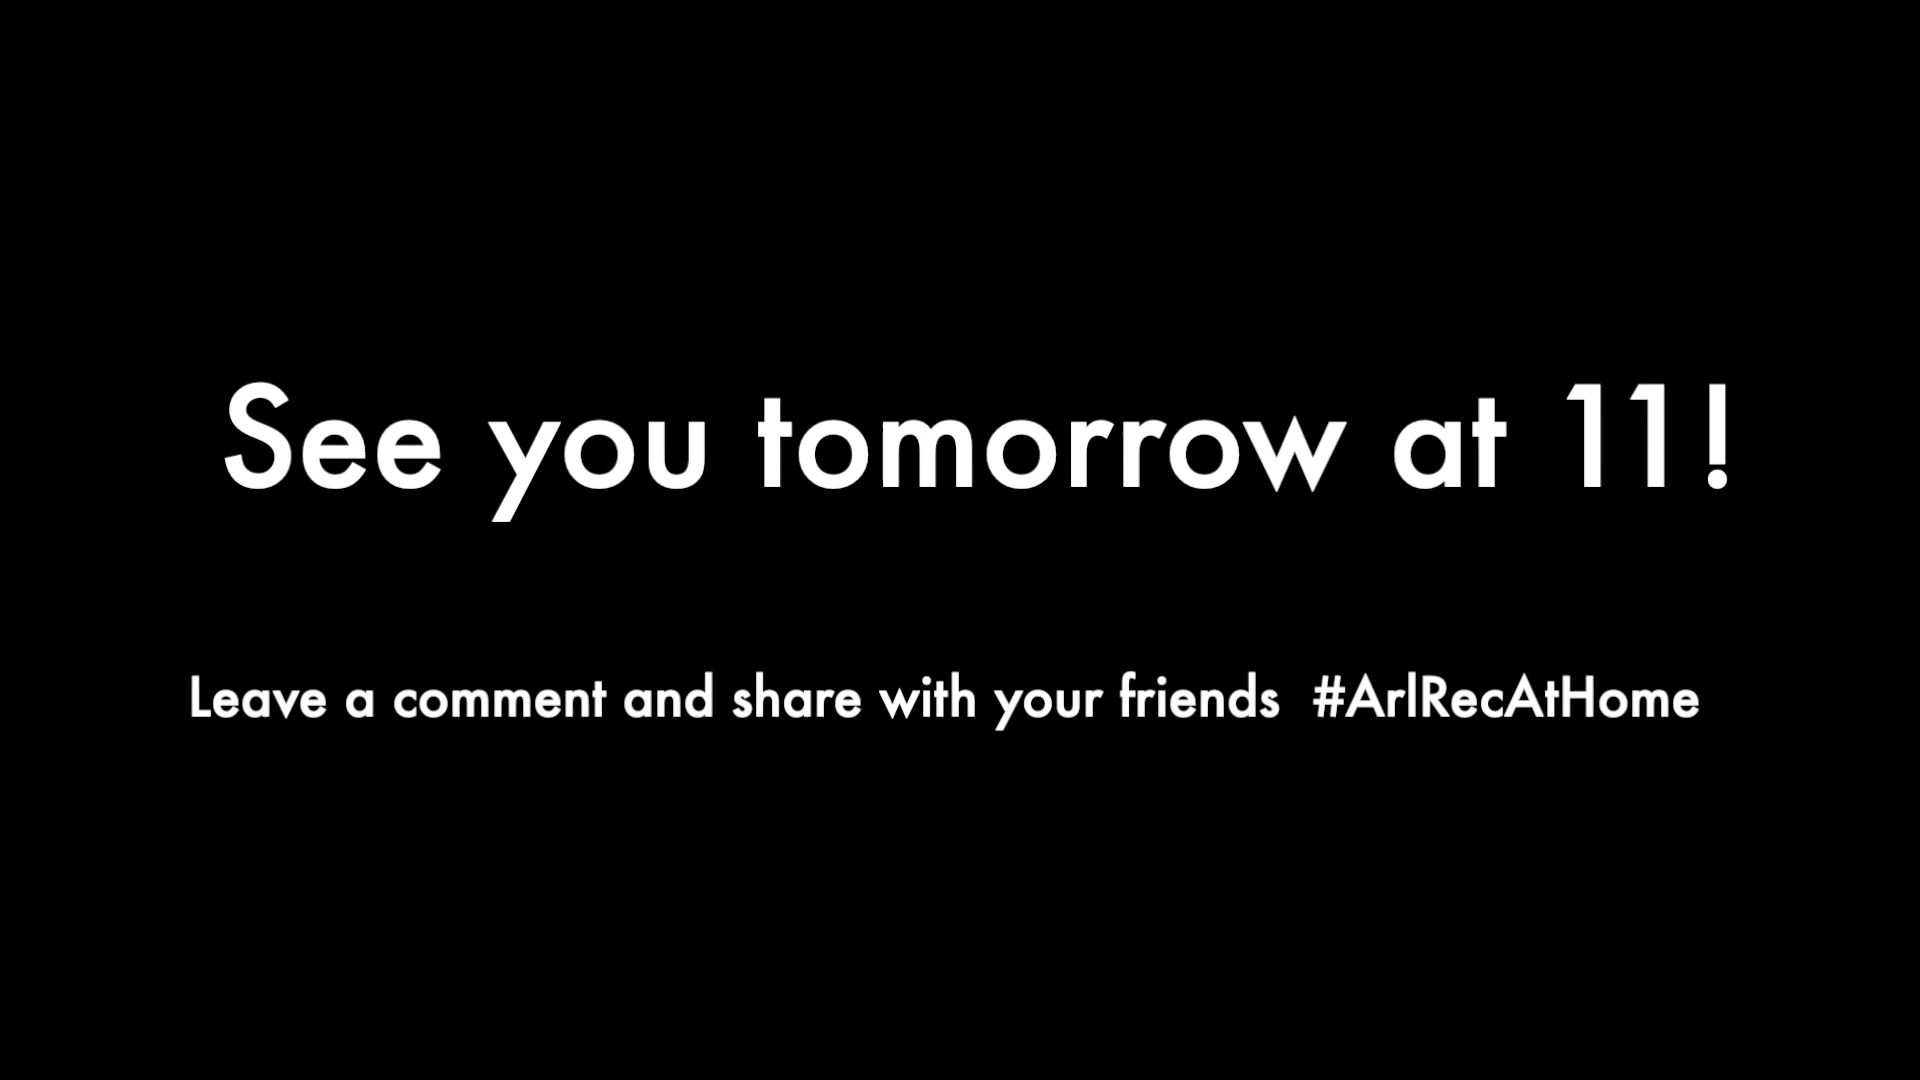 See you tomorrow at 11!
Leave a comment and share with your friends #ArlRecAtHome